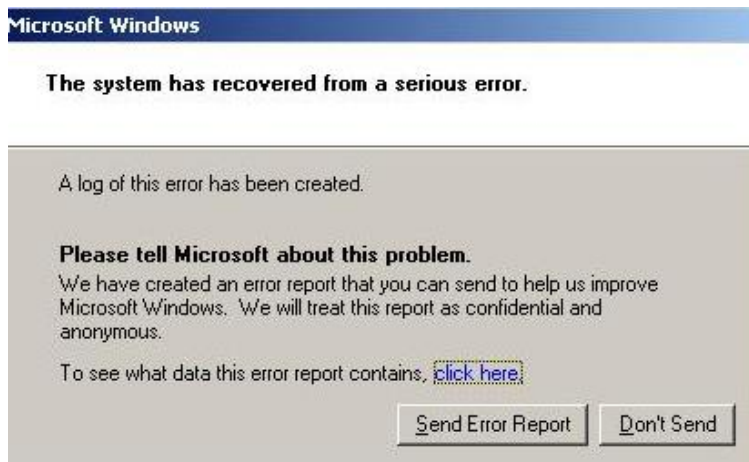 Microsoft Windows
The system has recovered from a serious error.
A log of this error has been created.
Please tell Microsoft about this problem.
We have created an error report that you can send to help us improve
Microsoft Windows.  We will treat this report as confidential and
anonymous.
To see what data this error report contains, click here.
Send Error Report
Don't Send